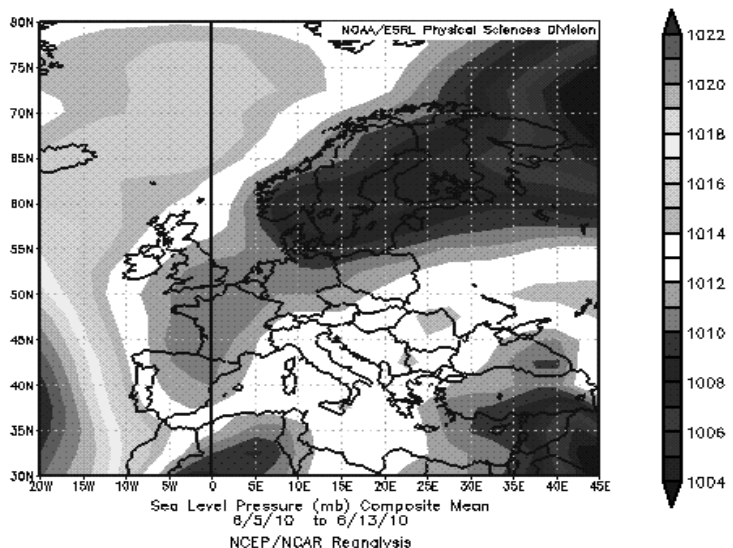 NOAA/ESRL Physical Sciences Division
80N
75N
70N
65N
60N
55N
50N
45N
40N
35N
30N
20W
15W
10W
5W
0
5E
10E
15E
20E
25E
30E
35E
40E
45E
1022
1020
1018
1016
1014
1012
1010
1008
1006
1004
Sea Level Pressure (mb) Composite Mean
6/5/10 to 6/13/10
NCEP/NCAR Reanalysis